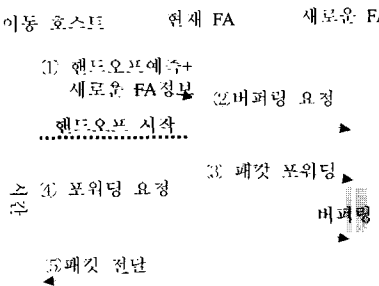 이동 호스트 현재 FA 새로운 FA
(1) 핸드오프예측+
새로운 FA정보
(2)버퍼링 요청
핸드오프 시작
(3) 패킷 포워딩
시간
(4) 포워딩 요청
버퍼링
(5)패킷 전달